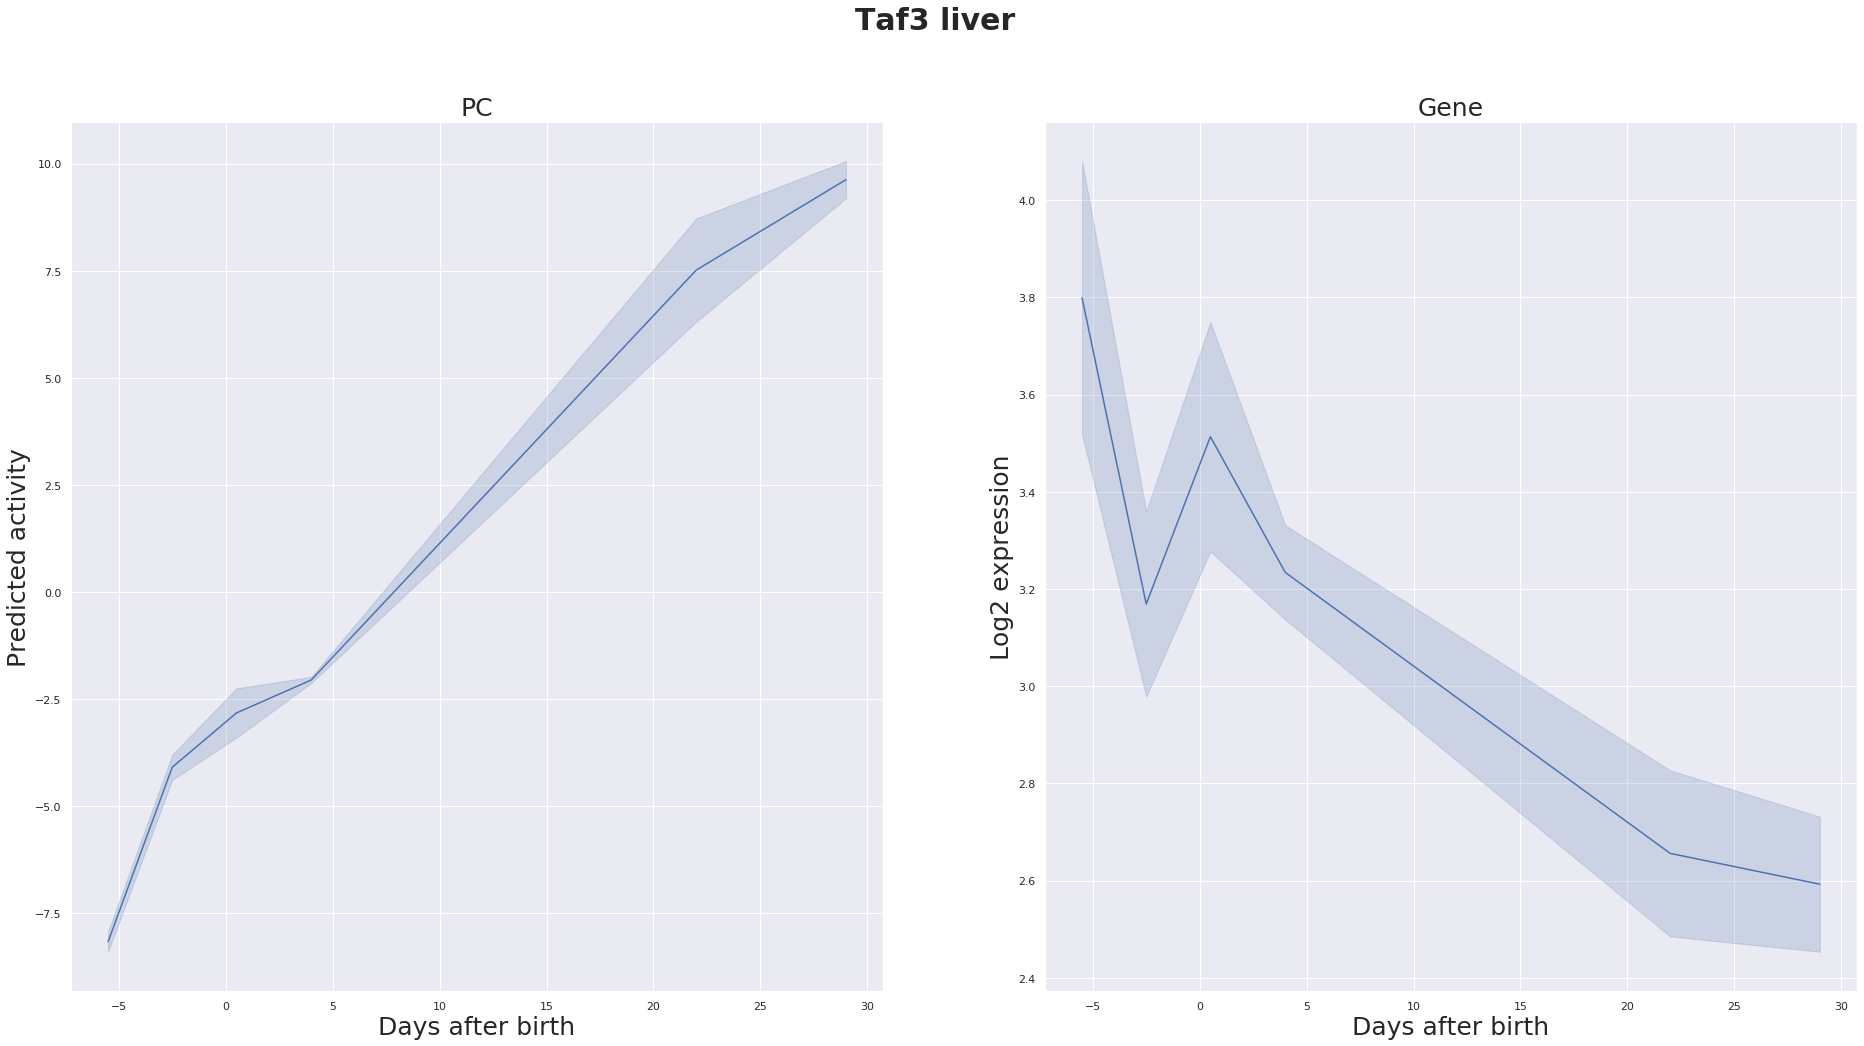 Taf3 liver
PC
Predicted activity
10.0
7.5
5.0
2.5
0.0
−2.5
−5.0
−7.5
−5 0 5 10 15 20 25 30
Days after birth
Gene
Log2 expression
4.0
3.8
3.6
3.4
3.2
3.0
2.8
2.6
2.4
−5 0 5 10 15 20 25 30
Days after birth